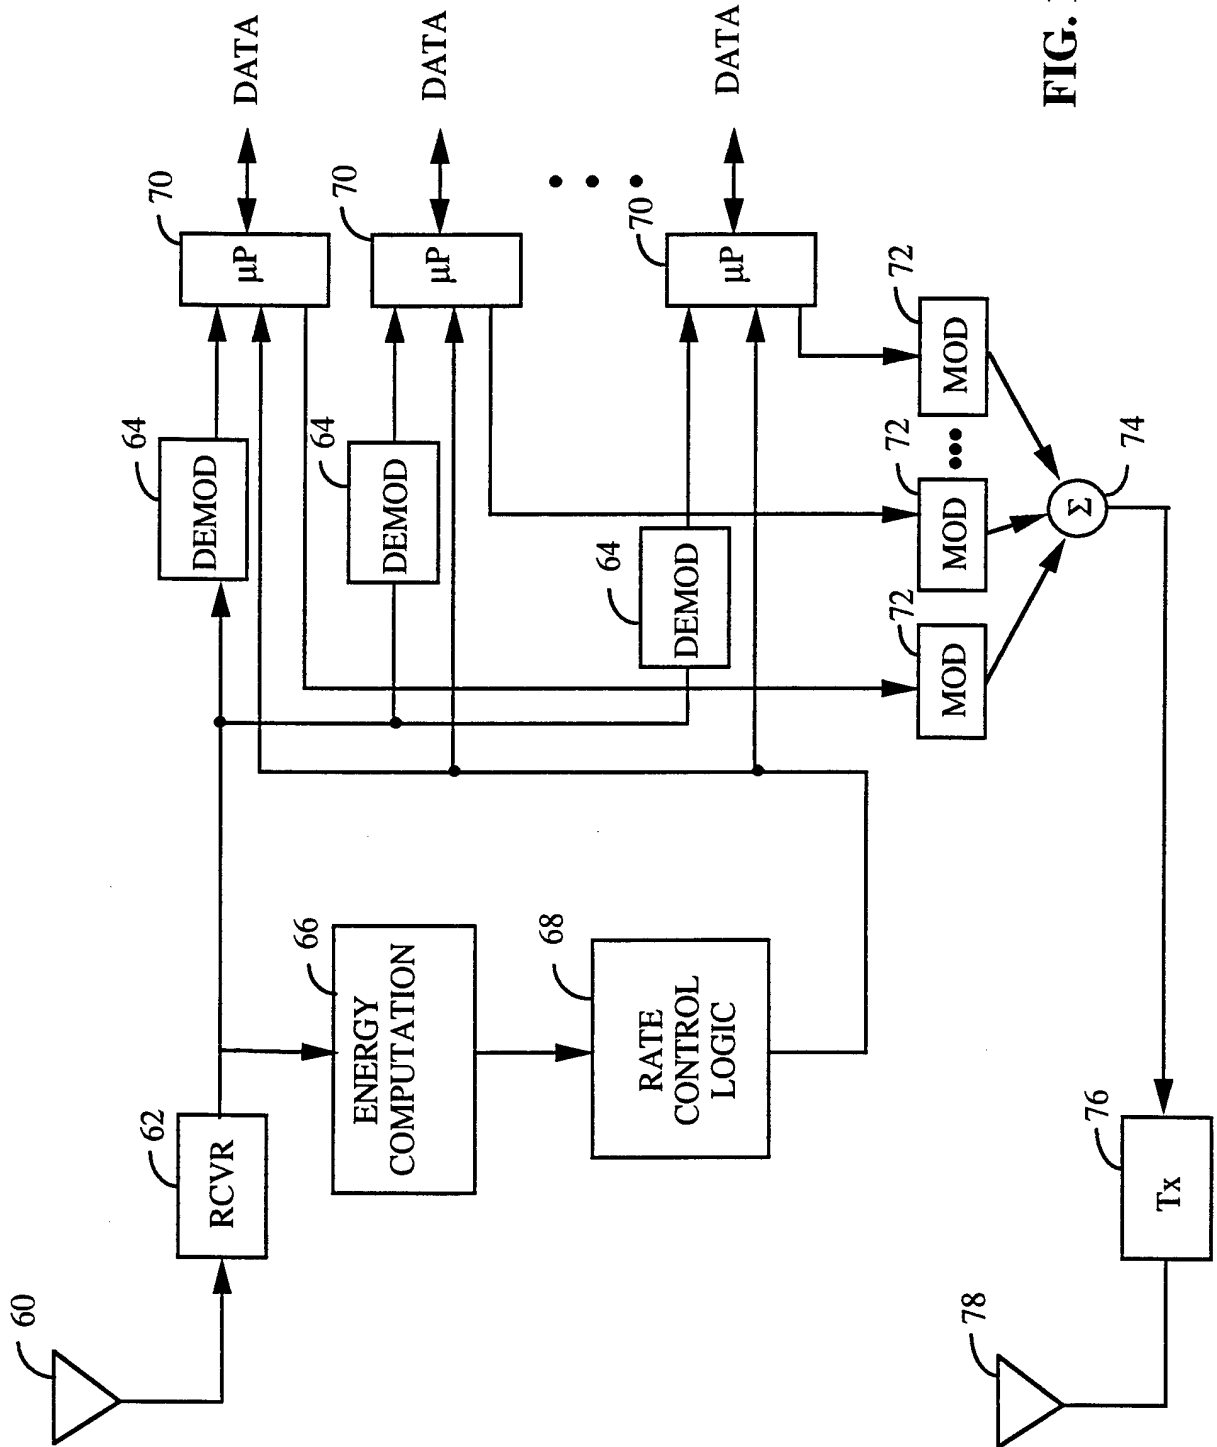 60
62
RCVR
64
DEMOD
70
µP
DATA
64
DEMOD
70
µP
DATA
66
ENERGY
COMPUTATION
68
RATE
CONTROL
LOGIC
64
DEMOD
70
µP
DATA
72
MOD
72
MOD
72
MOD
Σ
74
76
Tx
78
FIG.